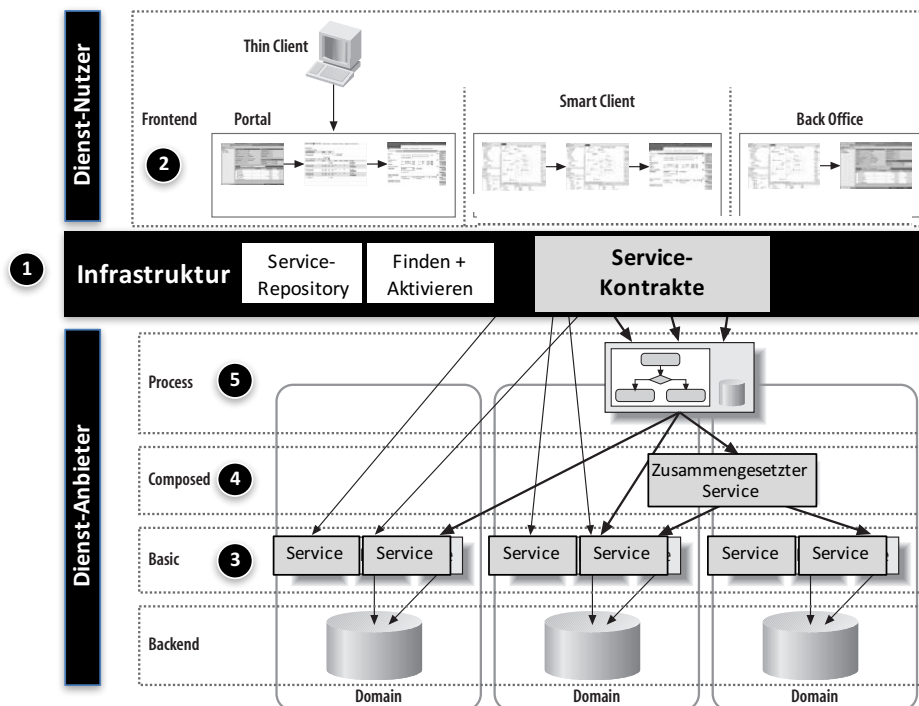 Dienst-Nutzer
Thin Client
Smart Client
Frontend
Portal
Back Office
2
1
Infrastruktur
Service-
Repository
Finden +
Aktivieren
Service-
Kontrakte
Dienst-Anbieter
Process
5
Composed
4
Zusammengesetzter
Service
Basic
3
Service
Service
Service
Service
Service
Service
Backend
Domain
Domain
Domain